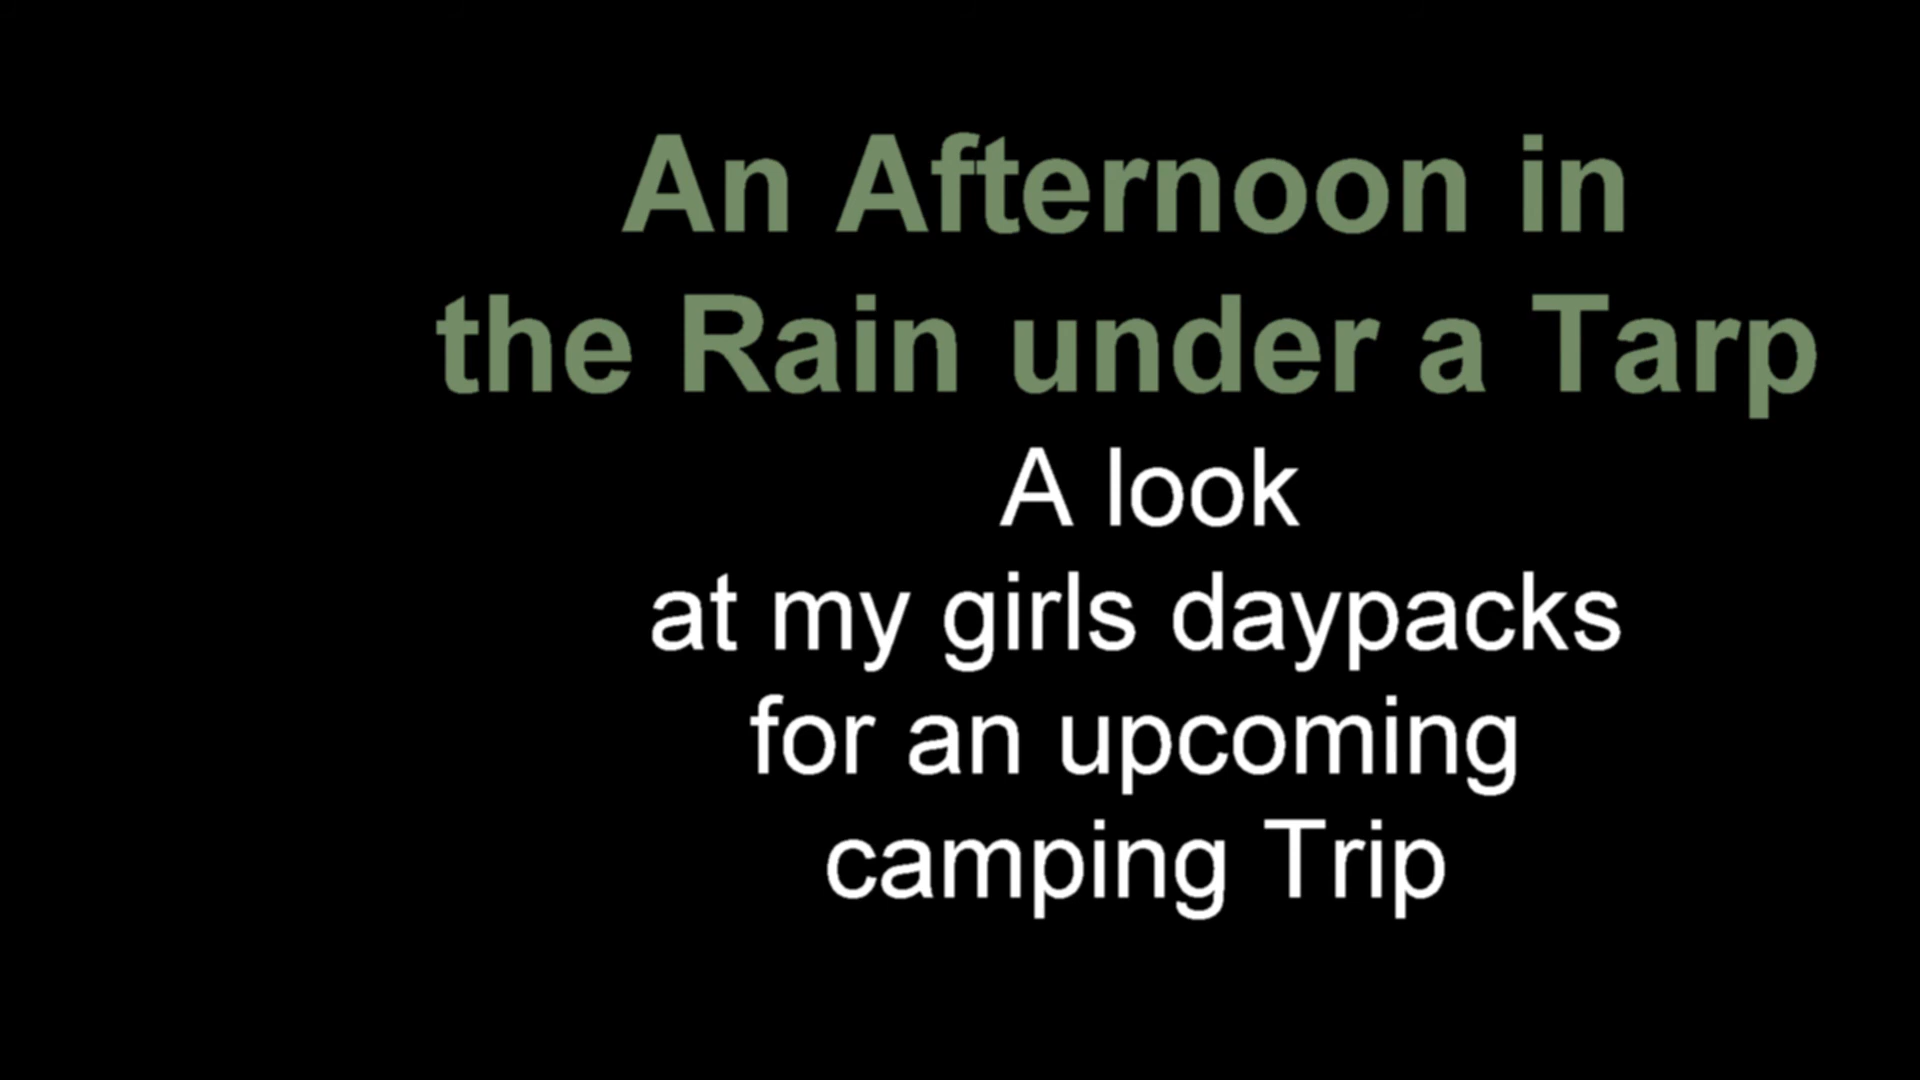 An Afternoon in
the Rain under a Tarp
A look
at my girls daypacks
for an upcoming
camping Trip